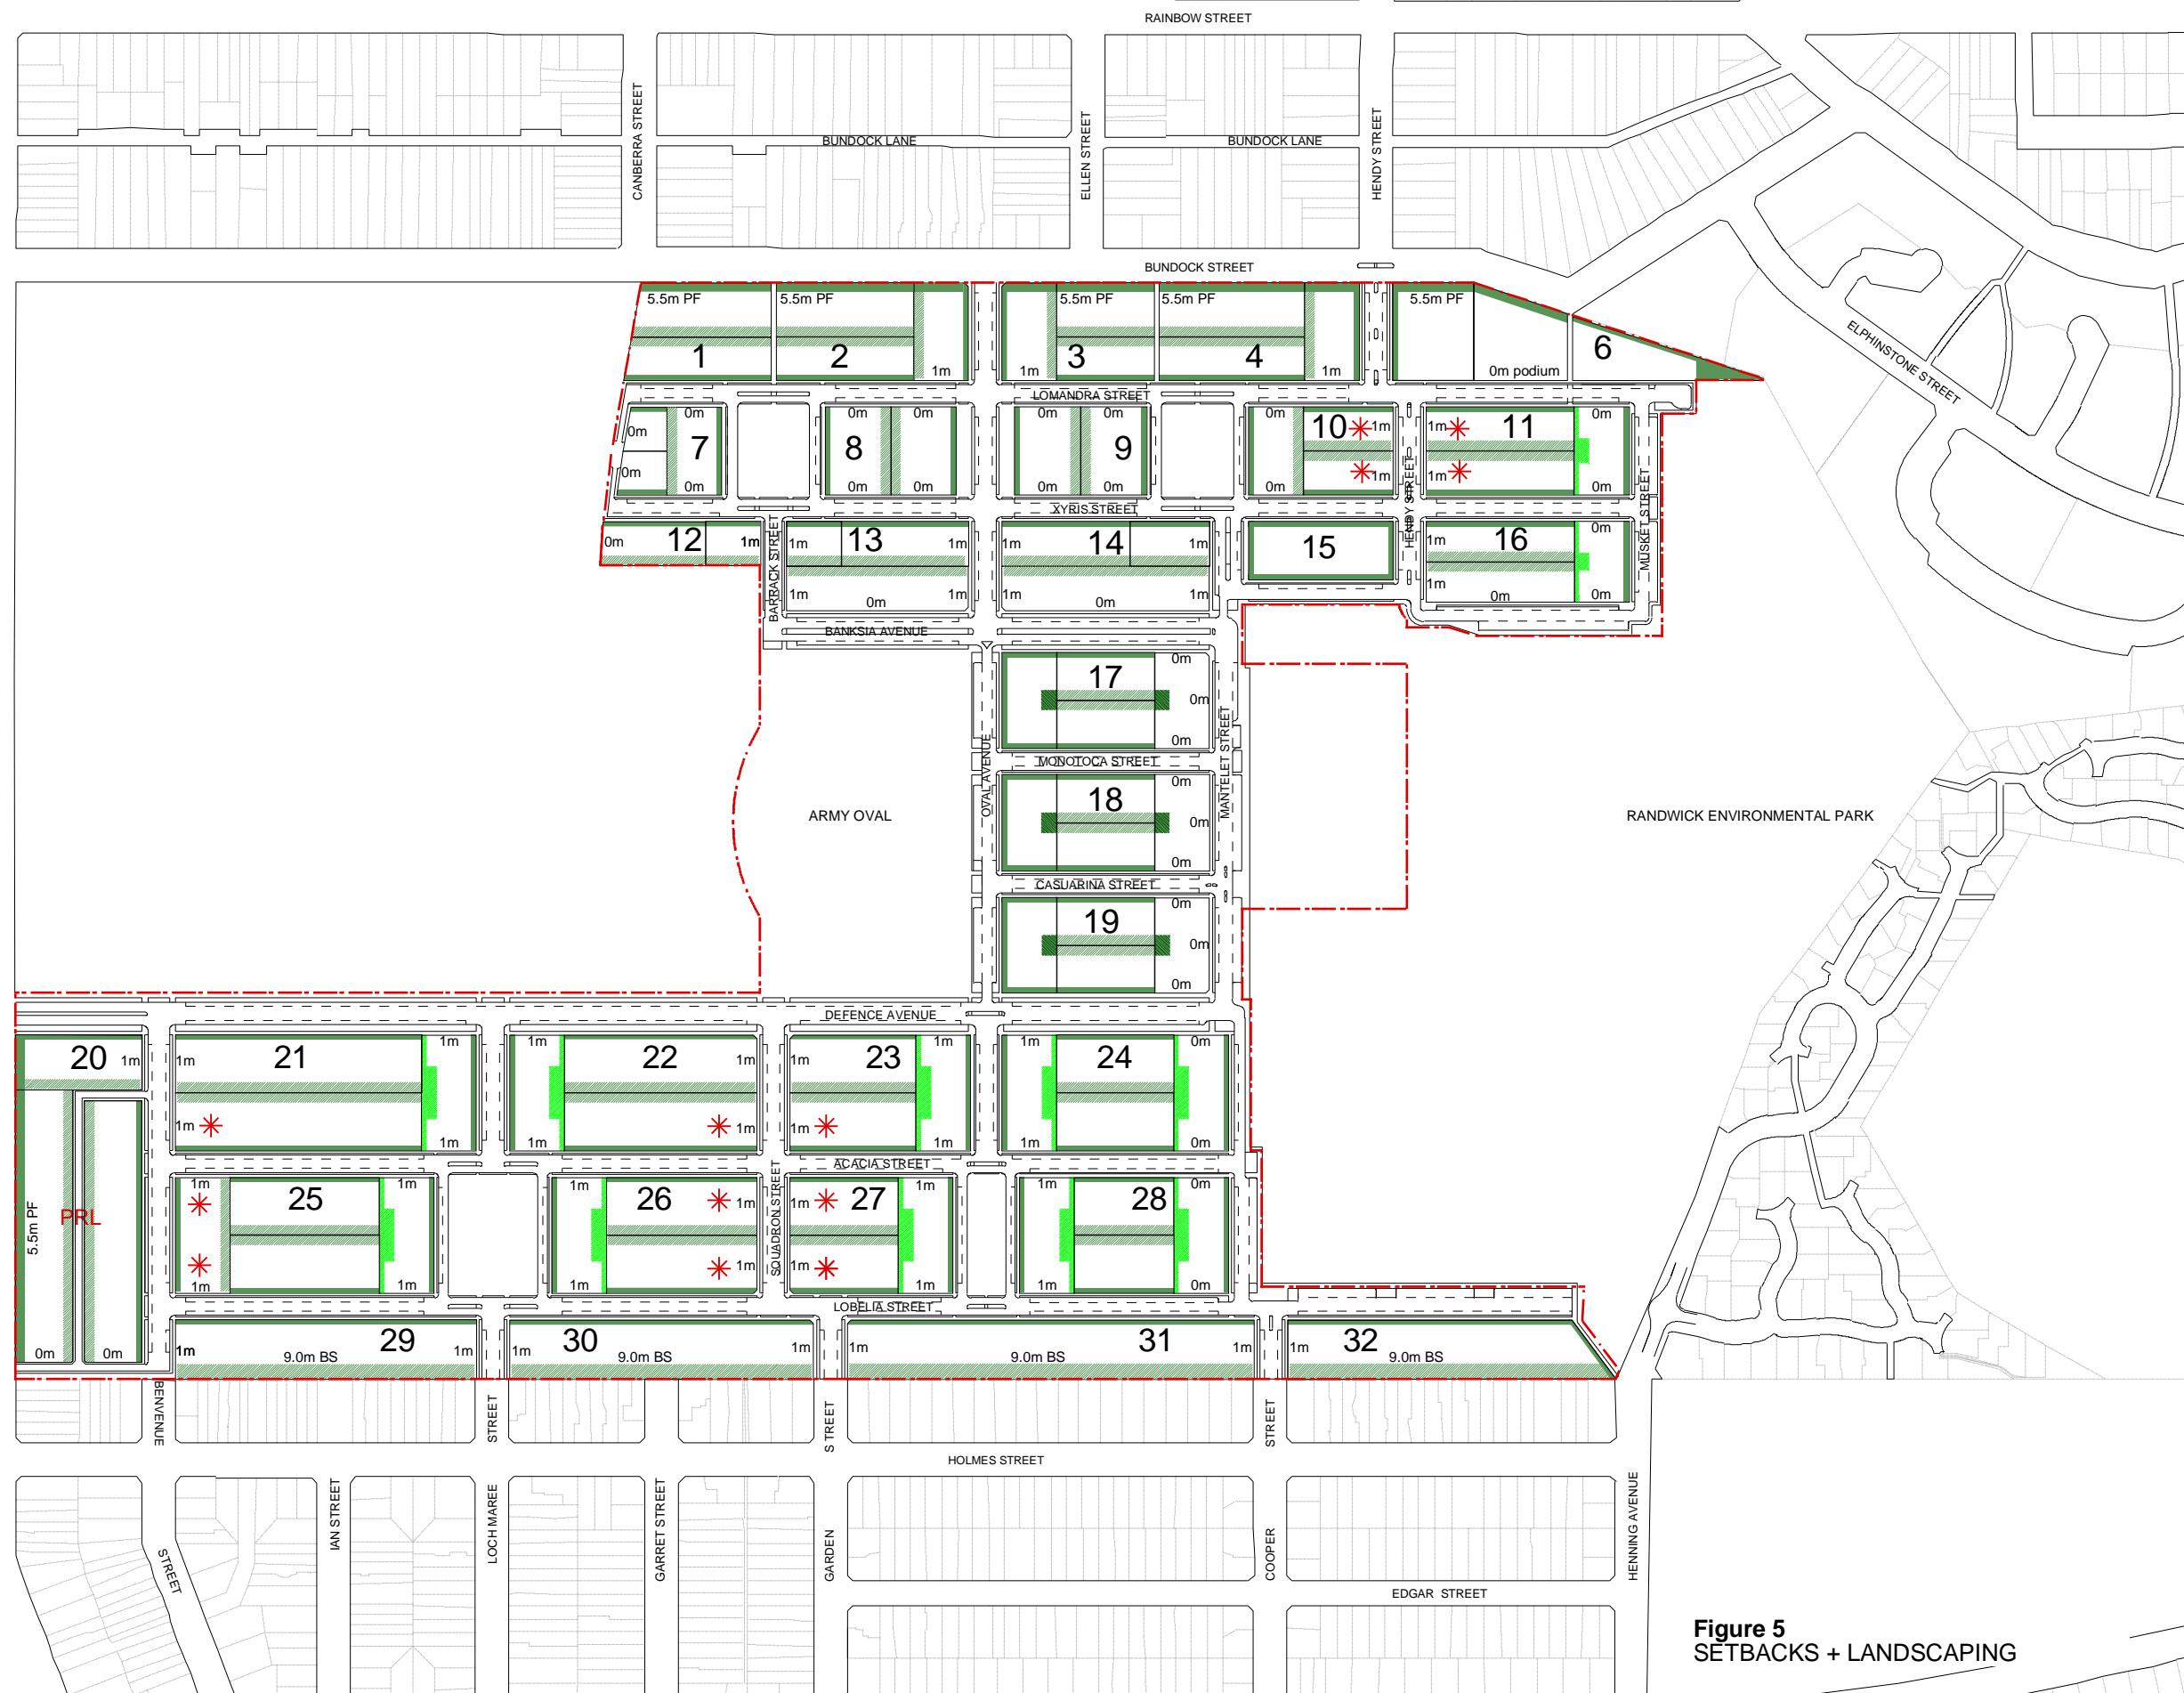 RAINBOW STREET
CANBERRA STREET
BUNDOCK LANE
ELLEN STREET
BUNDOCK LANE
HENDY STREET
BUNDOCK STREET
ELPHINSTONE STREET
5.5m PF
5.5m PF
5.5m PF
5.5m PF
5.5m PF
1
2
1m
1m
3
4
1m
0m podium
6
LOMANDRA STREET
0m
0m
0m
0m
0m
0m
0m
7
8
9
10
1m
1m
11
0m
0m
0m
0m
0m
0m
0m
0m
1m
1m
0m
XYRIS STREET
HENDY STREET
MUSKET STREET
BARRACK STREET
0m
12
1m
1m
13
1m
1m
14
1m
15
1m
16
0m
1m
0m
1m
1m
0m
1m
1m
0m
0m
BANKSIA AVENUE
17
0m
0m
0m
OVAL AVENUE
MANTELET STREET
MONOTOCA STREET
18
0m
0m
0m
ARMY OVAL
RANDWICK ENVIRONMENTAL PARK
CASUARINA STREET
19
0m
0m
0m
DEFENCE AVENUE
20
1m
1m
21
1m
1m
22
1m
1m
23
1m
1m
24
0m
1m
1m
1m
1m
1m
1m
1m
0m
ACACIA STREET
SQUADRON STREET
5.5m PF
PRL
1m
25
1m
1m
26
1m
1m
27
1m
1m
28
0m
1m
1m
1m
1m
1m
1m
1m
0m
LOBELIA STREET
0m
0m
1m
29
9.0m BS
1m
1m
30
9.0m BS
1m
1m
9.0m BS
31
1m
1m
32
9.0m BS
BENVENUE
STREET
STREET
S TREET
STREET
HOLMES STREET
IAN STREET
LOCH MAREE
GARRET STREET
GARDEN
COOPER
HENNING AVENUE
EDGAR STREET
Figure 5
SETBACKS + LANDSCAPING